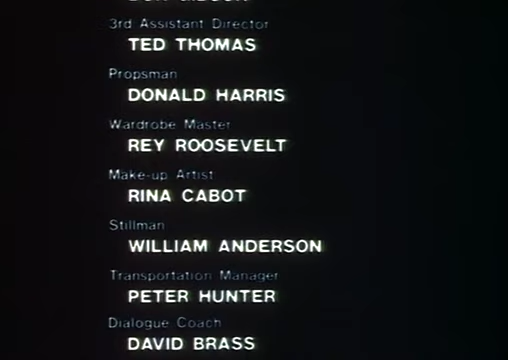 3rd Assistant Director
TED THOMAS
Propsman
DONALD HARRIS
Wardrobe Master
REY ROOSEVELT
Make-up Artist
RINA CABOT
Stillman
WILLIAM ANDERSON
Transportation Manager
PETER HUNTER
Dialogue Coach
DAVID BRASS